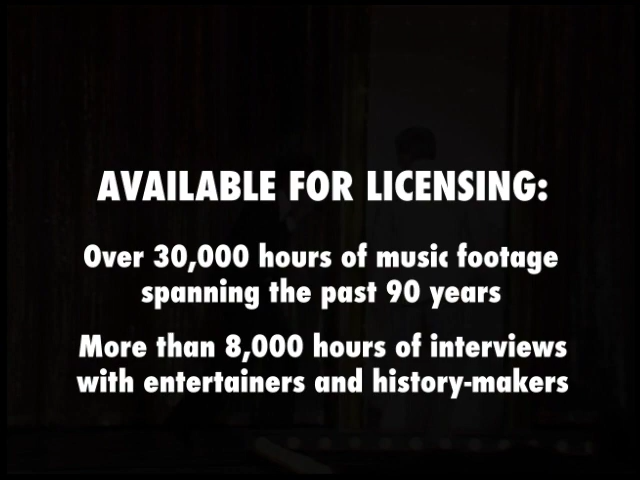 AVAILABLE FOR LICENSING:
Over 30,000 hours of music footage
spanning the past 90 years
More than 8,000 hours of interviews
with entertainers and history-makers